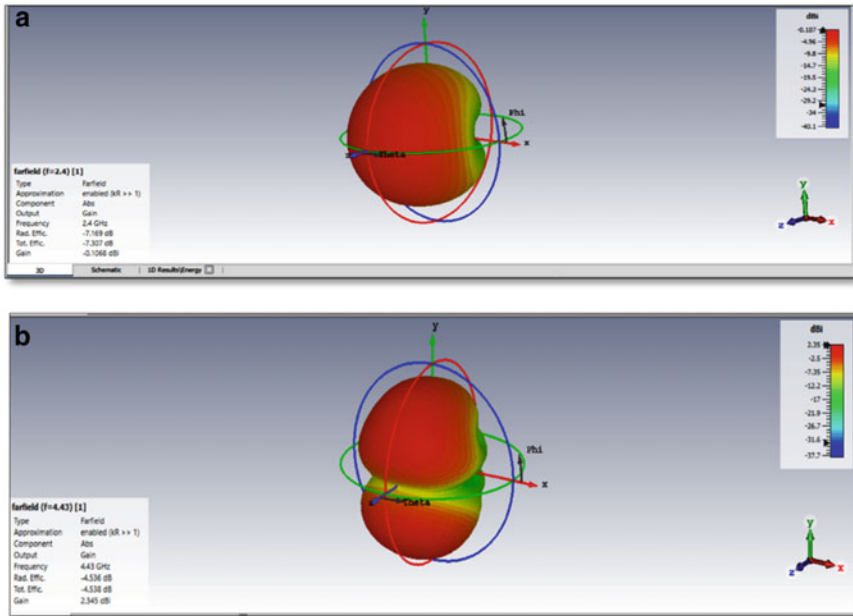 a
y
Phi
x
Theta
dBi
-0.107
-4.96
-9.8
-14.7
-19.5
-24.2
-29.2
-34
-40.1
farfield (f=2.4) [1]
Type Farfield
Approximation enabled (kR >> 1)
Component Abs
Output Gain
Frequency 2.4 GHz
Rad. Effic. -7.169 dB
Tot. Effic. -7.307 dB
Gain -0.1068 dBi
y
z
x
3D Schematic 1D Results\Energy
b
y
Phi
x
Theta
dBi
2.35
-2.5
-7.35
-12.2
-17
-21.9
-26.7
-31.6
-37.7
farfield (f=4.43) [1]
Type Farfield
Approximation enabled (kR >> 1)
Component Abs
Output Gain
Frequency 4.43 GHz
Rad. Effic. -4.536 dB
Tot. Effic. -4.538 dB
Gain 2.345 dBi
y
z
x